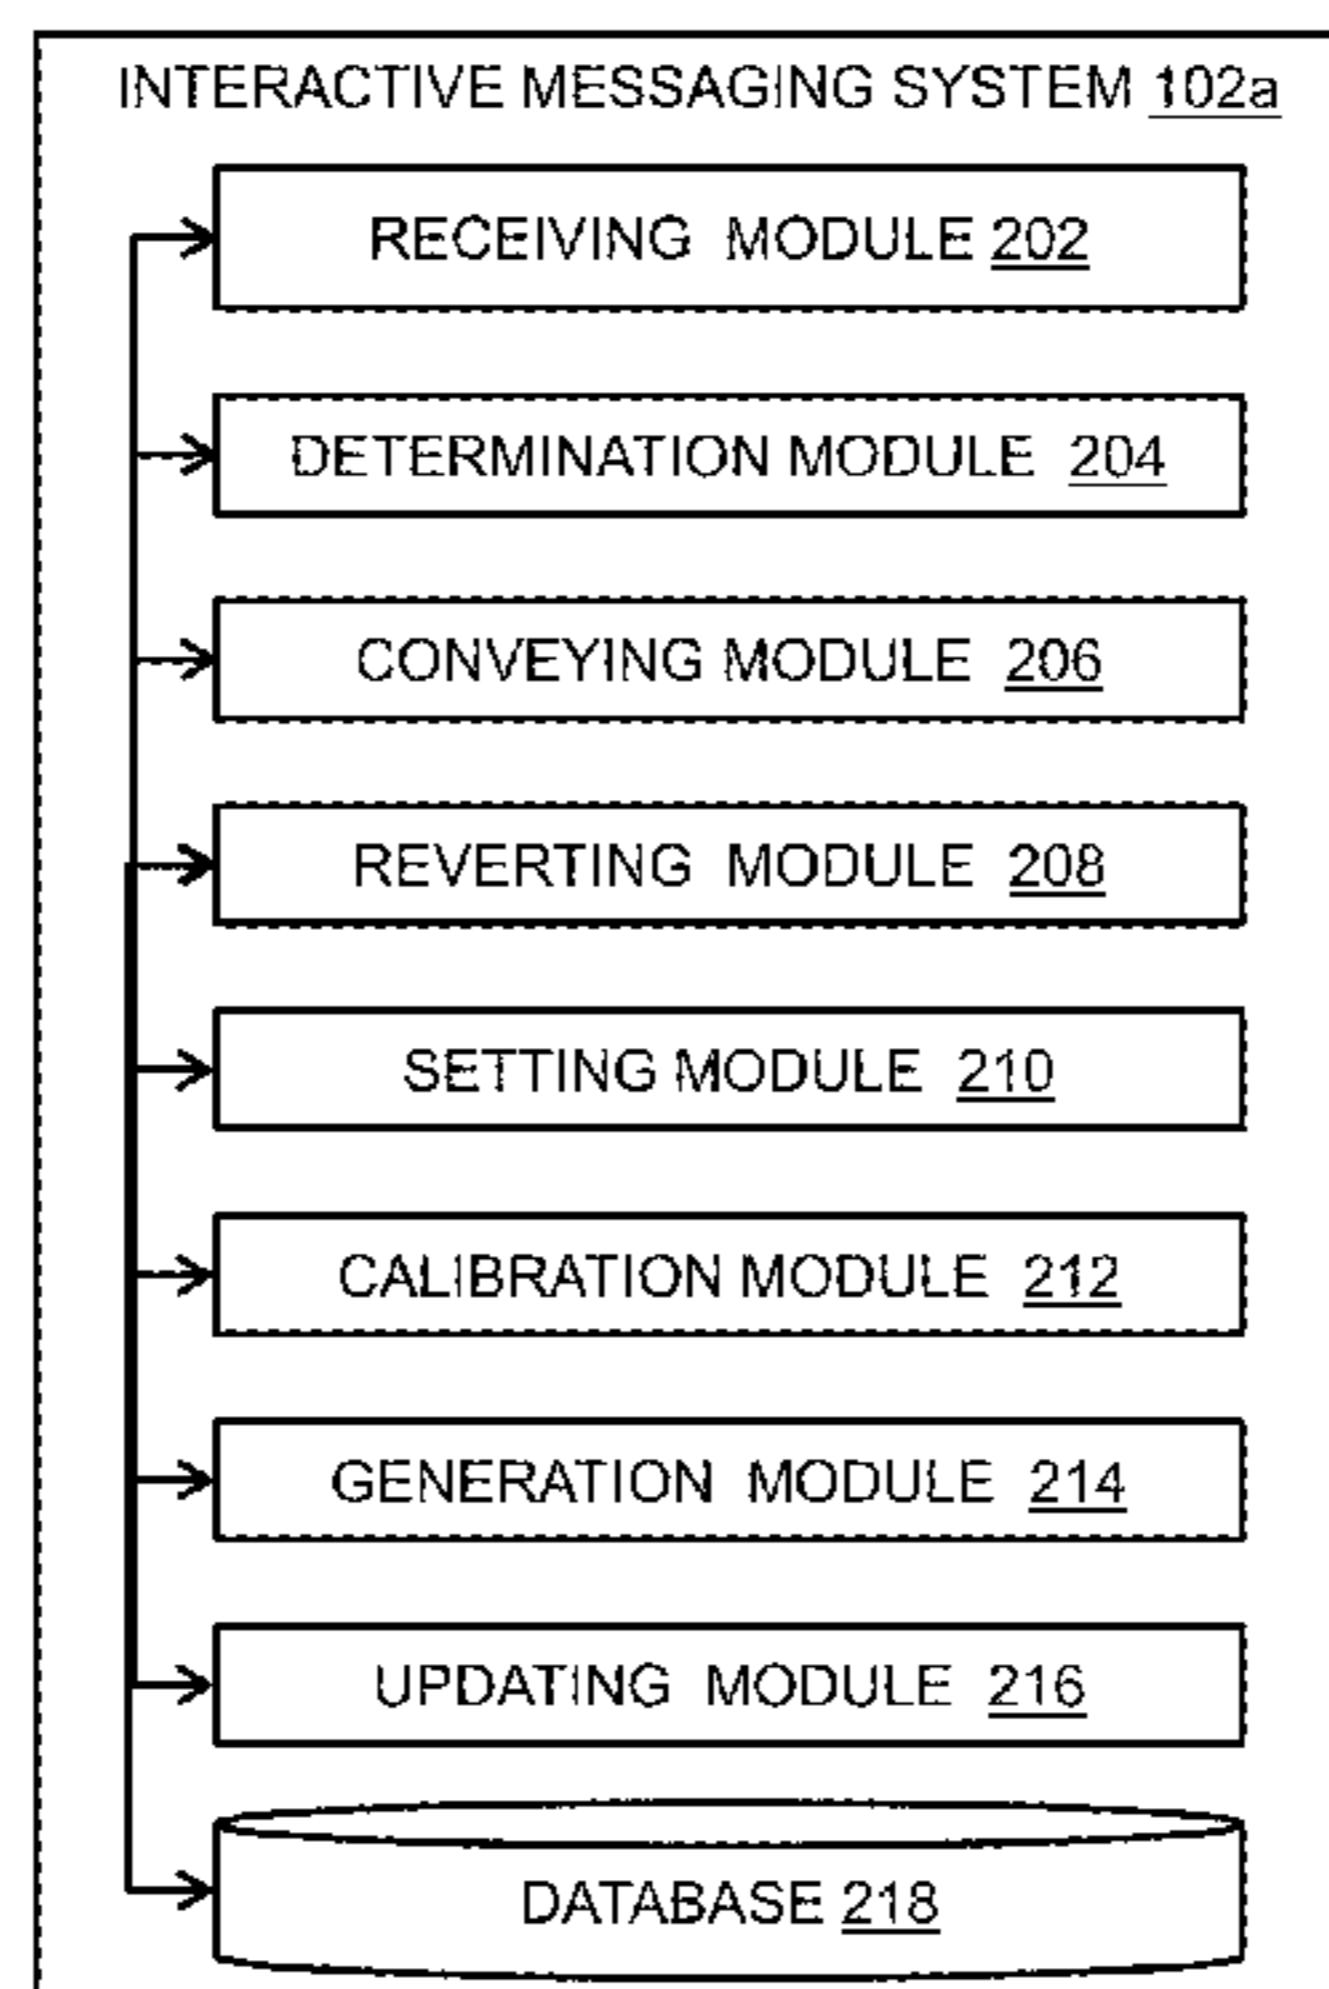 INTERACTIVE MESSAGING SYSTEM 102a
RECEIVING MODULE 202
DETERMINATION MODULE 204
CONVEYING MODULE 206
REVERTING MODULE 208
SETTING MODULE 210
CALIBRATION MODULE 212
GENERATION MODULE 214
UPDATING MODULE 216
DATABASE 218